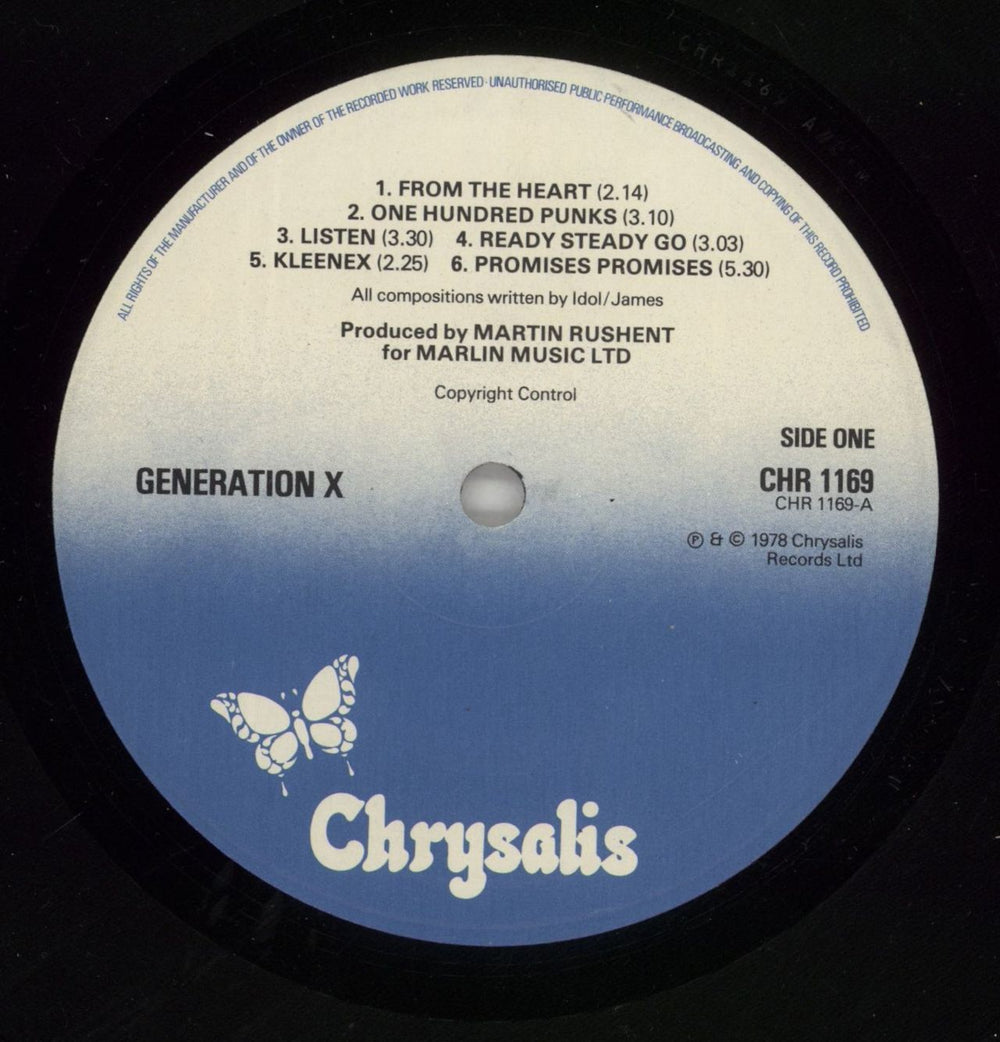 ALL RIGHTS OF THE MANUFACTURER AND OF THE OWNER OF THE RECORDED WORK RESERVED · UNAUTHORISED PUBLIC PERFORMANCE BROADCASTING AND COPYING OF THIS RECORD PROHIBITED
1. FROM THE HEART (2.14)
2. ONE HUNDRED PUNKS (3.10)
3. LISTEN (3.30) 4. READY STEADY GO (3.03)
5. KLEENEX (2.25) 6. PROMISES PROMISES (5.30)
All compositions written by Idol/James
Produced by MARTIN RUSHENT
for MARLIN MUSIC LTD
Copyright Control
SIDE ONE
GENERATION X
CHR 1169
CHR 1169-A
℗ & © 1978 Chrysalis
Records Ltd
Chrysalis